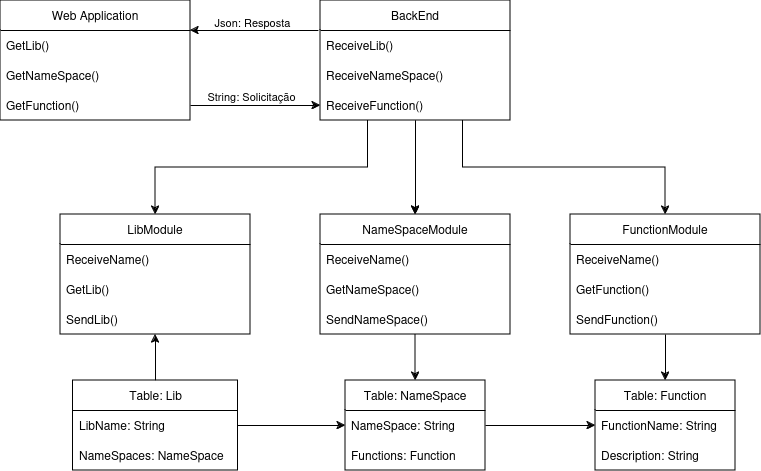 Web Application
GetLib()
GetNameSpace()
GetFunction()
Json: Resposta
String: Solicitação
BackEnd
ReceiveLib()
ReceiveNameSpace()
ReceiveFunction()
LibModule
ReceiveName()
GetLib()
SendLib()
NameSpaceModule
ReceiveName()
GetNameSpace()
SendNameSpace()
FunctionModule
ReceiveName()
GetFunction()
SendFunction()
Table: Lib
LibName: String
NameSpaces: NameSpace
Table: NameSpace
NameSpace: String
Functions: Function
Table: Function
FunctionName: String
Description: String